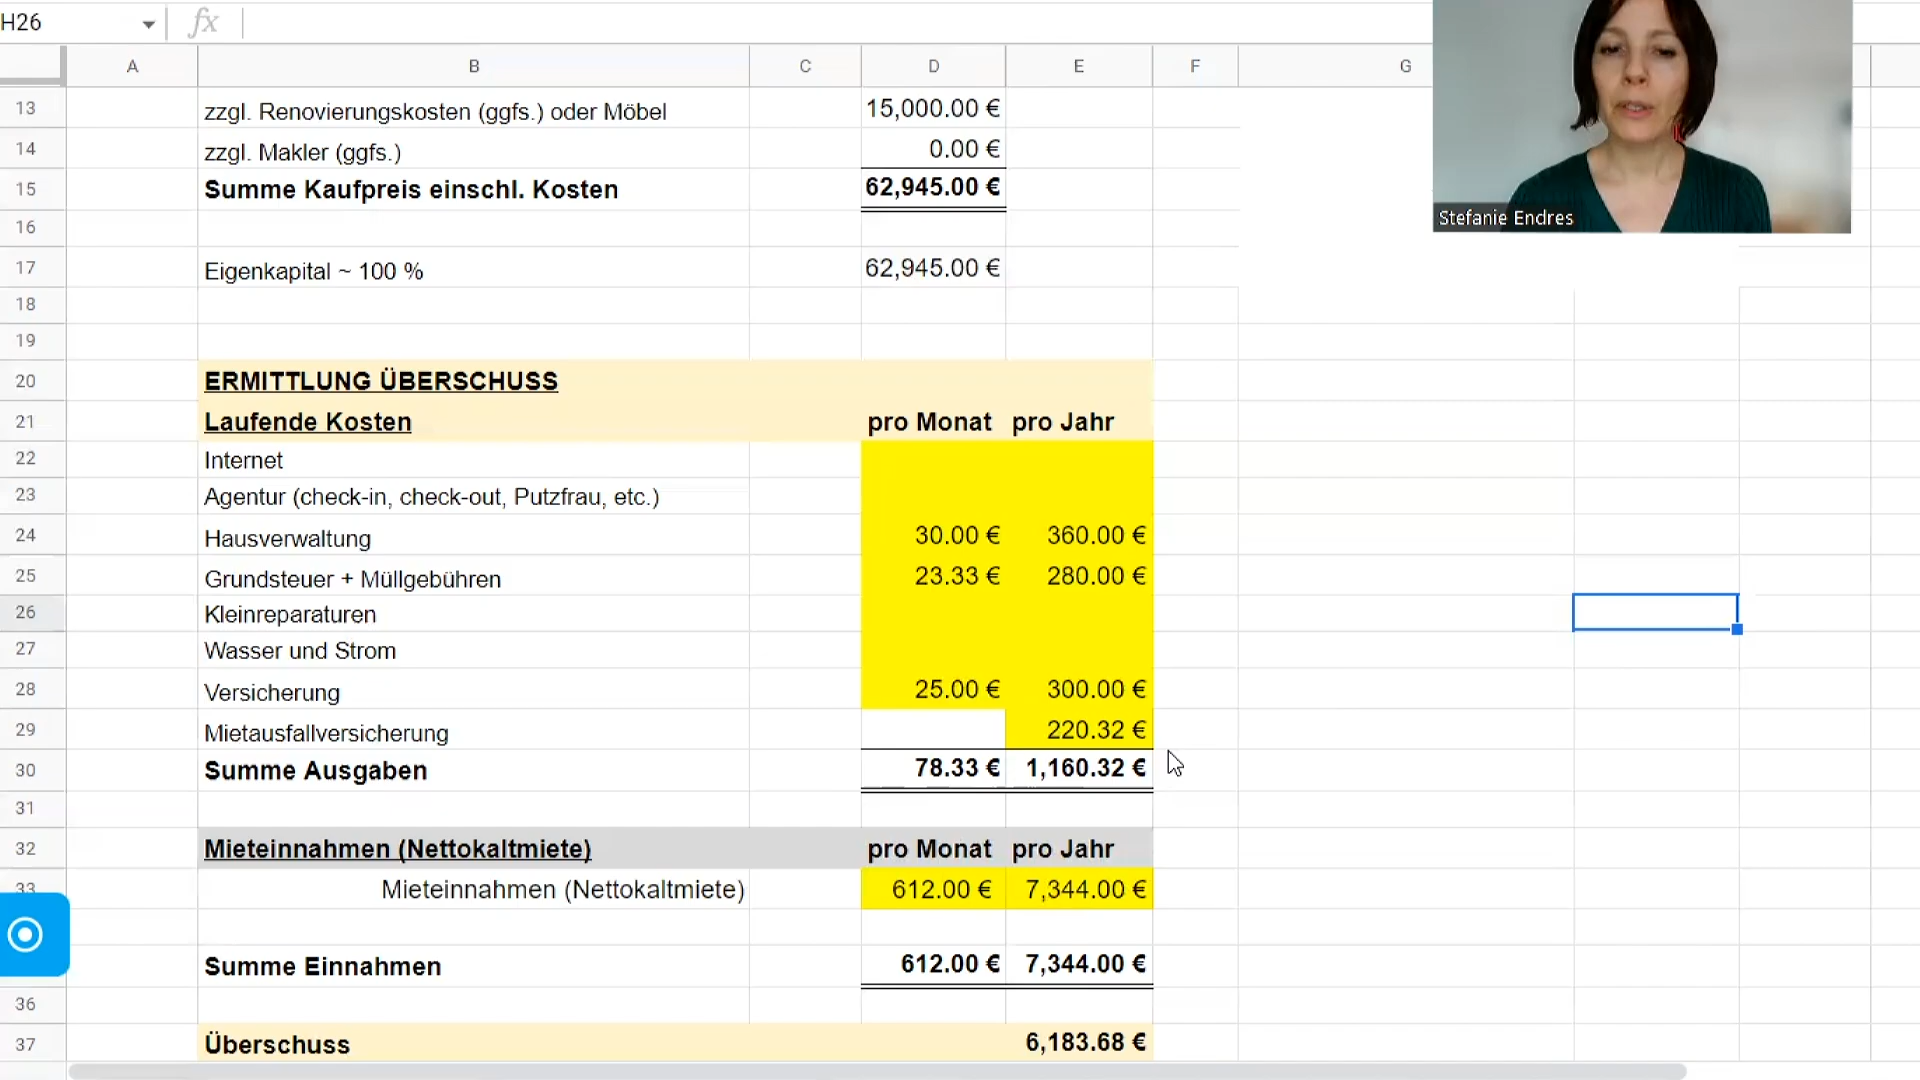 H26 fx
A B C D E F G
13 zzgl. Renovierungskosten (ggfs.) oder Möbel 15,000.00 €
14 zzgl. Makler (ggfs.) 0.00 €
15 Summe Kaufpreis einschl. Kosten 62,945.00 €
Stefanie Endres
16
17 Eigenkapital ~ 100 % 62,945.00 €
18
19
20 ERMITTLUNG ÜBERSCHUSS
21 Laufende Kosten pro Monat pro Jahr
22 Internet
23 Agentur (check-in, check-out, Putzfrau, etc.)
24 Hausverwaltung 30.00 € 360.00 €
25 Grundsteuer + Müllgebühren 23.33 € 280.00 €
26 Kleinreparaturen
27 Wasser und Strom
28 Versicherung 25.00 € 300.00 €
29 Mietausfallversicherung 220.32 €
30 Summe Ausgaben 78.33 € 1,160.32 €
31
32 Mieteinnahmen (Nettokaltmiete) pro Monat pro Jahr
33 Mieteinnahmen (Nettokaltmiete) 612.00 € 7,344.00 €
Summe Einnahmen 612.00 € 7,344.00 €
36
37 Überschuss 6,183.68 €